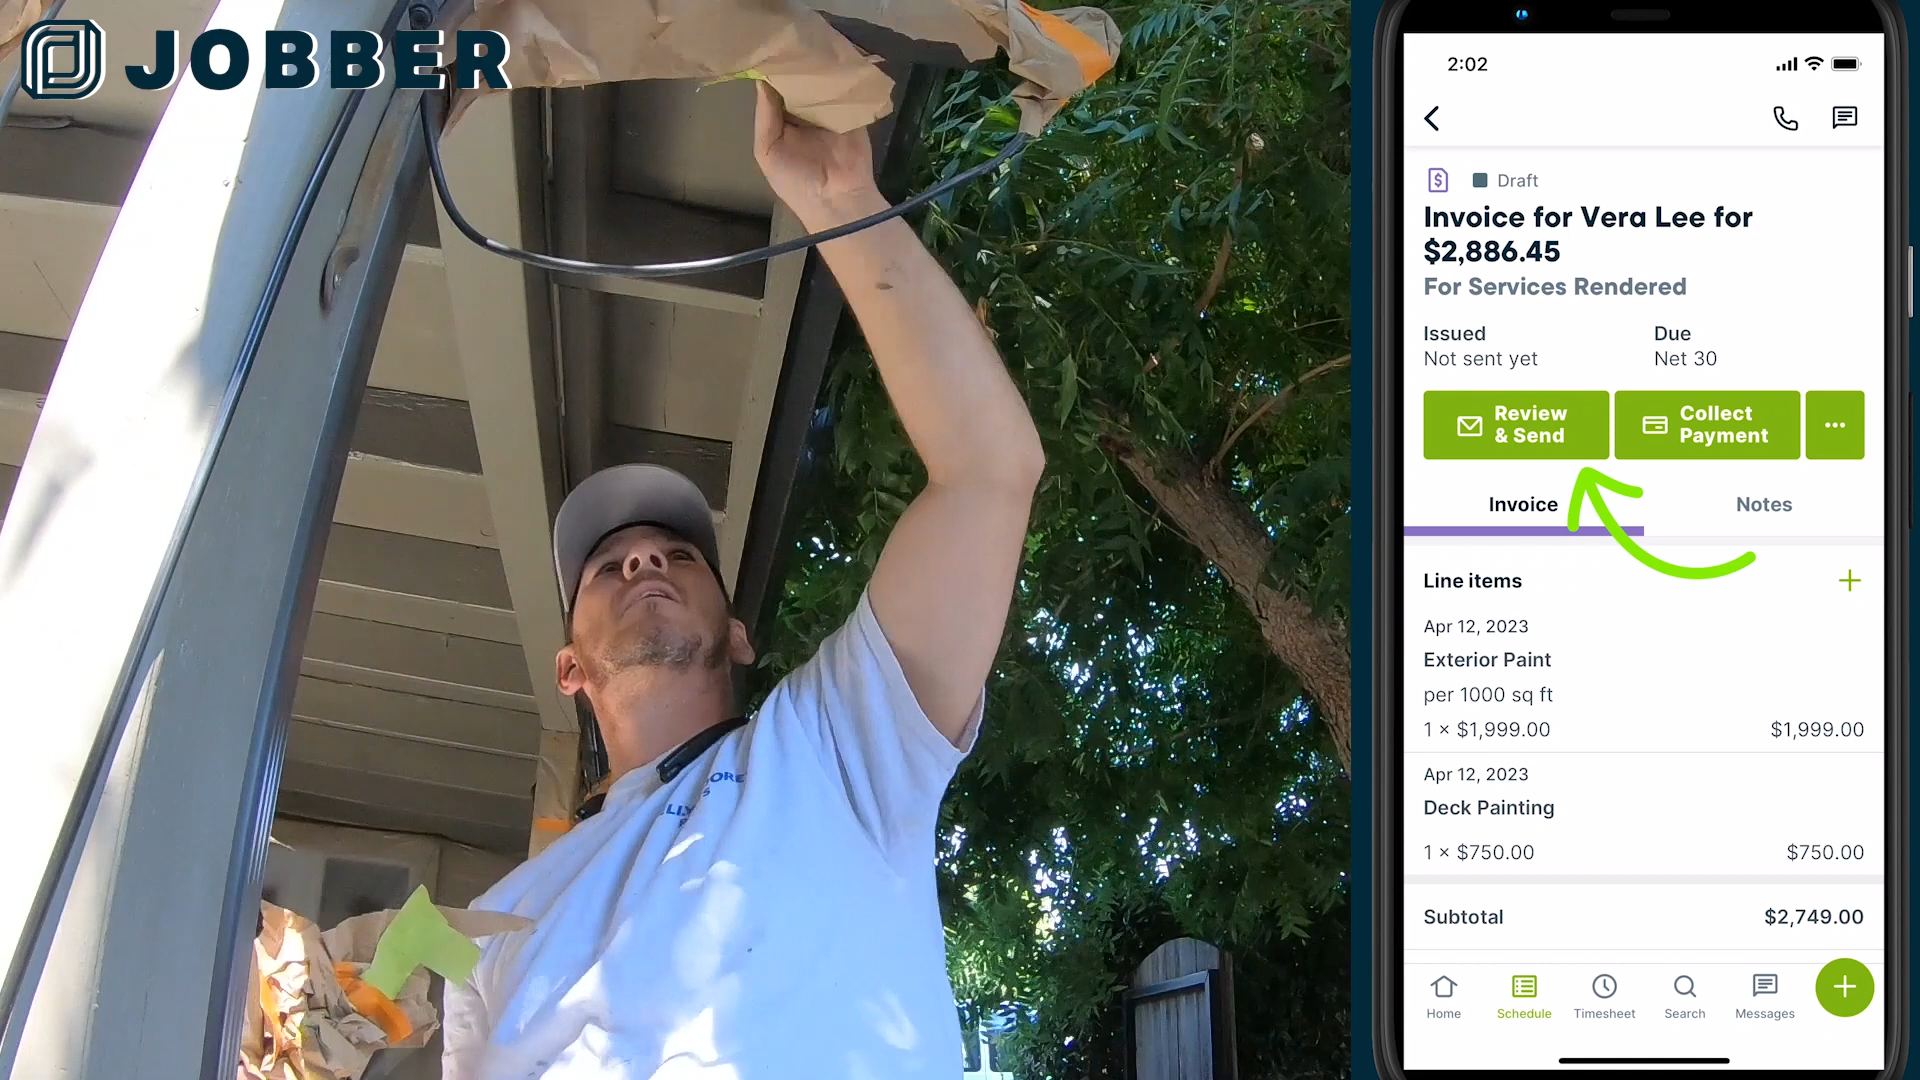 JOBBER
2:02
Draft
Invoice for Vera Lee for
$2,886.45
For Services Rendered
Issued
Due
Not sent yet
Net 30
Review
& Send
Collect
Payment
Invoice
Notes
Line items
Apr 12, 2023
Exterior Paint
per 1000 sq ft
1 × $1,999.00
$1,999.00
Apr 12, 2023
Deck Painting
1 × $750.00
$750.00
Subtotal
$2,749.00
Home
Schedule
Timesheet
Search
Messages